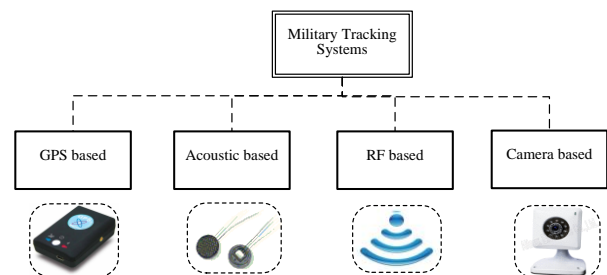 Military Tracking
Systems
GPS based
Acoustic based
RF based
Camera based